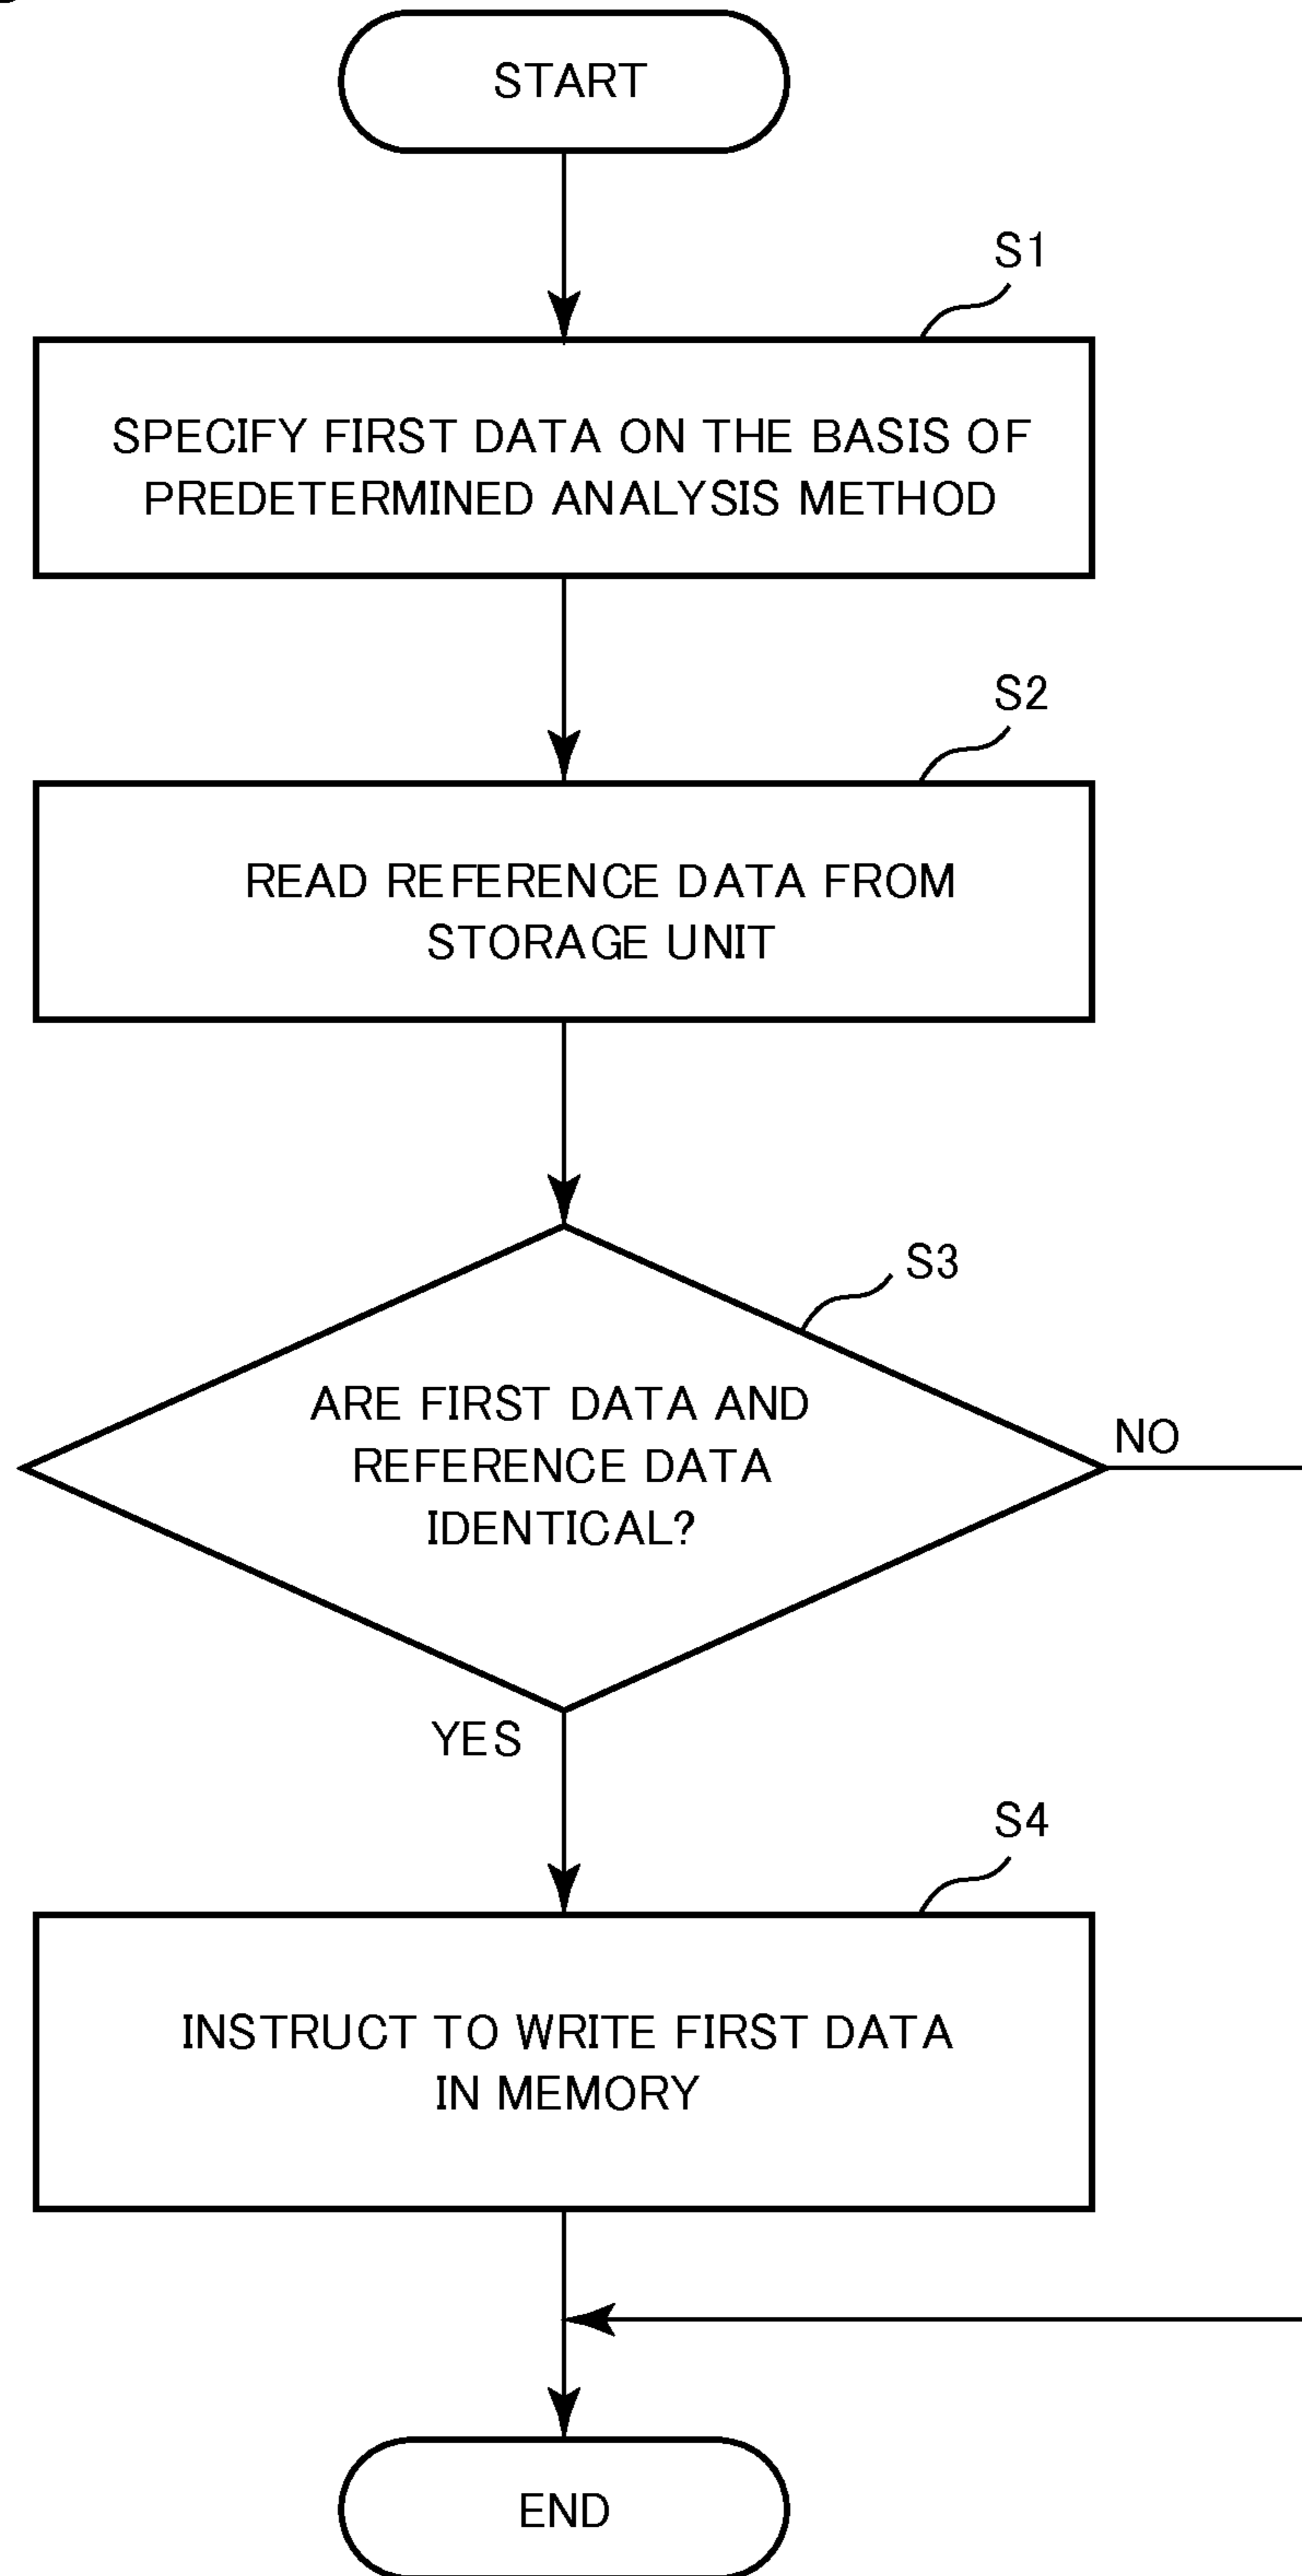 START
S1
SPECIFY FIRST DATA ON THE BASIS OF
PREDETERMINED ANALYSIS METHOD
S2
READ REFERENCE DATA FROM
STORAGE UNIT
S3
ARE FIRST DATA AND
REFERENCE DATA
IDENTICAL?
NO
YES
S4
INSTRUCT TO WRITE FIRST DATA
IN MEMORY
END